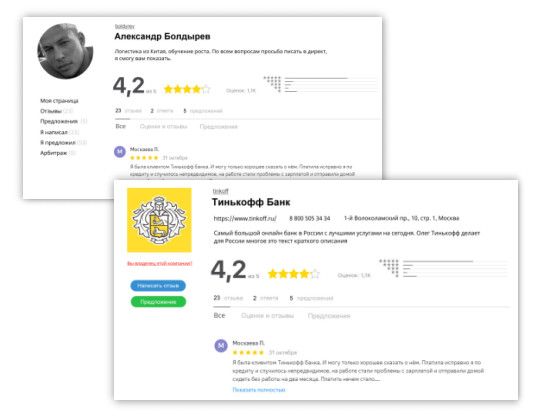 boldyrev
Александр Болдырев
Логистика из Китая, обучение роста. По всем вопросам просьба писать в директ,
я смогу вам показать.
4,2 из 5
Оценок: 1,1К
23 отзыва 2 ответа 5 предложений
Все Оценки и отзывы Предложения
Моя страница
Отзывы
Предложения
Я написал
Я предложил
Арбитраж
М Москаева П.
31 октября
Я была клиентом Тинькофф Банка. И могу только хорошее сказать о нём. Платила исправно я по
кредиту и случилось непредвидимое, на работе стали проблемы с зарплатой и отправили домой
tinkoff
Тинькофф Банк
https://www.tinkoff.ru/ 8 800 505 34 34 1-й Волоколамский пр., 10, стр. 1, Москва
Самый большой онлайн банк в России с лучшими услугами на сегодня. Олег Тинькофф делает
для России многое это текст краткого описания
Вы владелец этой компании?
Написать отзыв
Предложение
4,2 из 5
Оценок: 1,1К
23 отзыва 2 ответа 5 предложений
Все Оценки и отзывы Предложения
М Москаева П.
31 октября
Я была клиентом Тинькофф Банка. И могу только хорошее сказать о нём. Платила исправно я по
кредиту и случилось непредвидимое, на работе стали проблемы с зарплатой и отправили домой
сидеть без работы на два месяца. Платить нечем стало....
Показать полностью